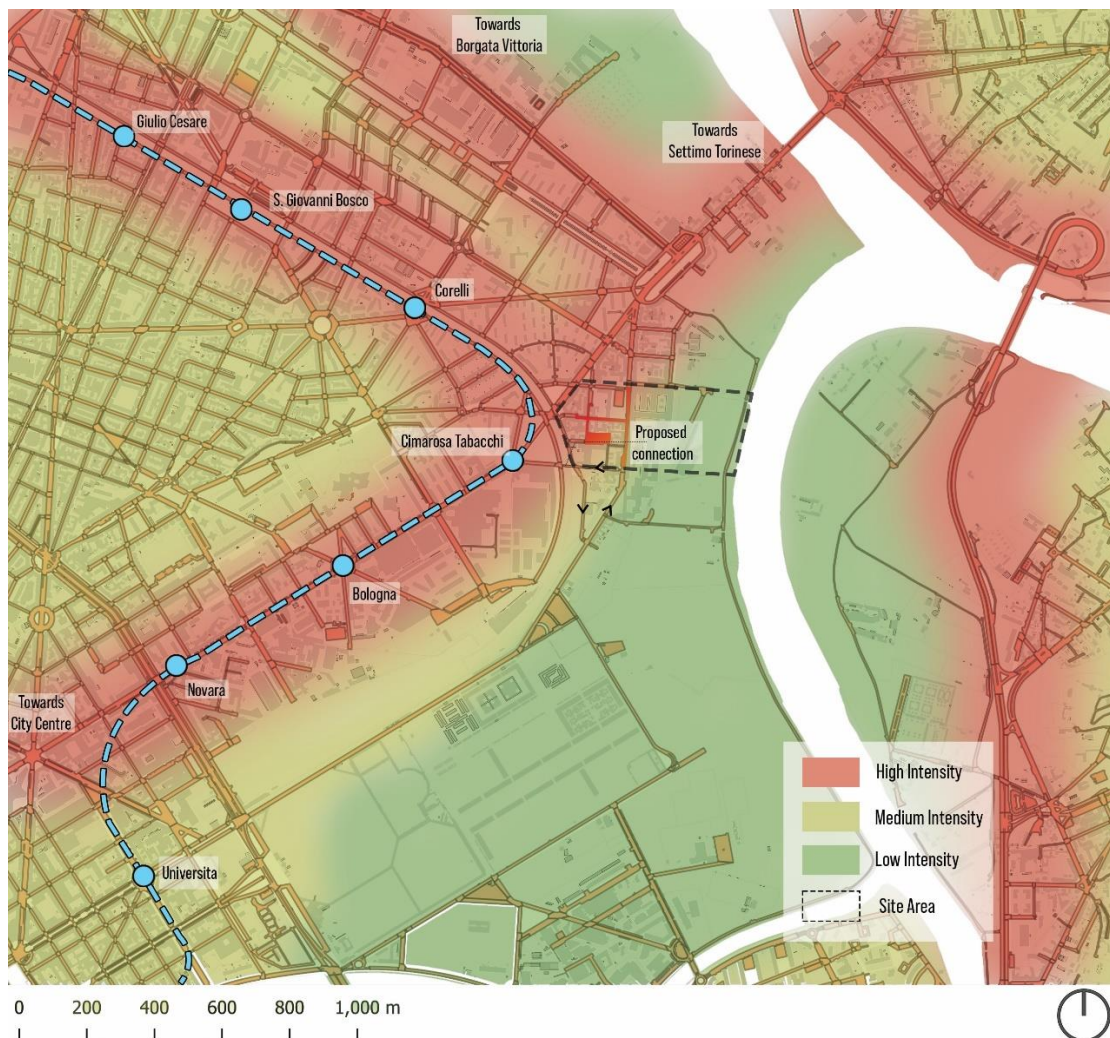 Towards
Borgata Vittoria
Giulio Cesare
Towards
Settimo Torinese
S. Giovanni Bosco
Corelli
Cimarosa Tabacchi
Proposed
connection
Bologna
Novara
Towards
City Centre
Universita
High Intensity
Medium Intensity
Low Intensity
Site Area
0 200 400 600 800 1,000 m